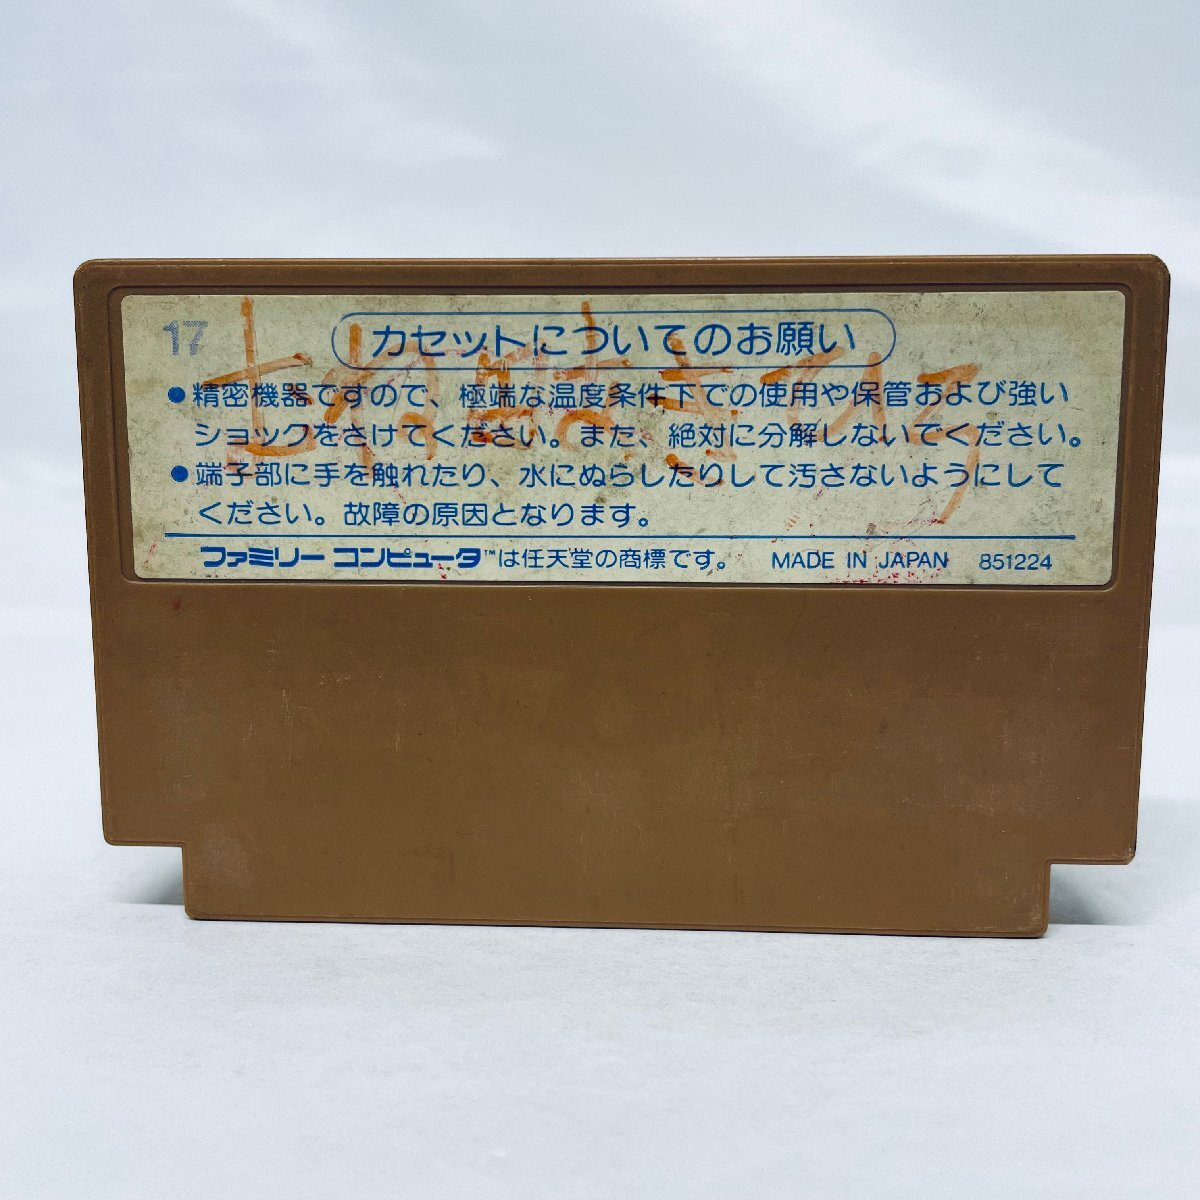 17
カセットについてのお願い
●精密機器ですので、極端な温度条件下での使用や保管および強い
ショックをさけてください。また、絶対に分解しないでください。
●端子部に手を触れたり、水にぬらしたりして汚さないようにして
ください。故障の原因となります。
ファミリーコンピュータ™は任天堂の商標です。 MADE IN JAPAN 851224